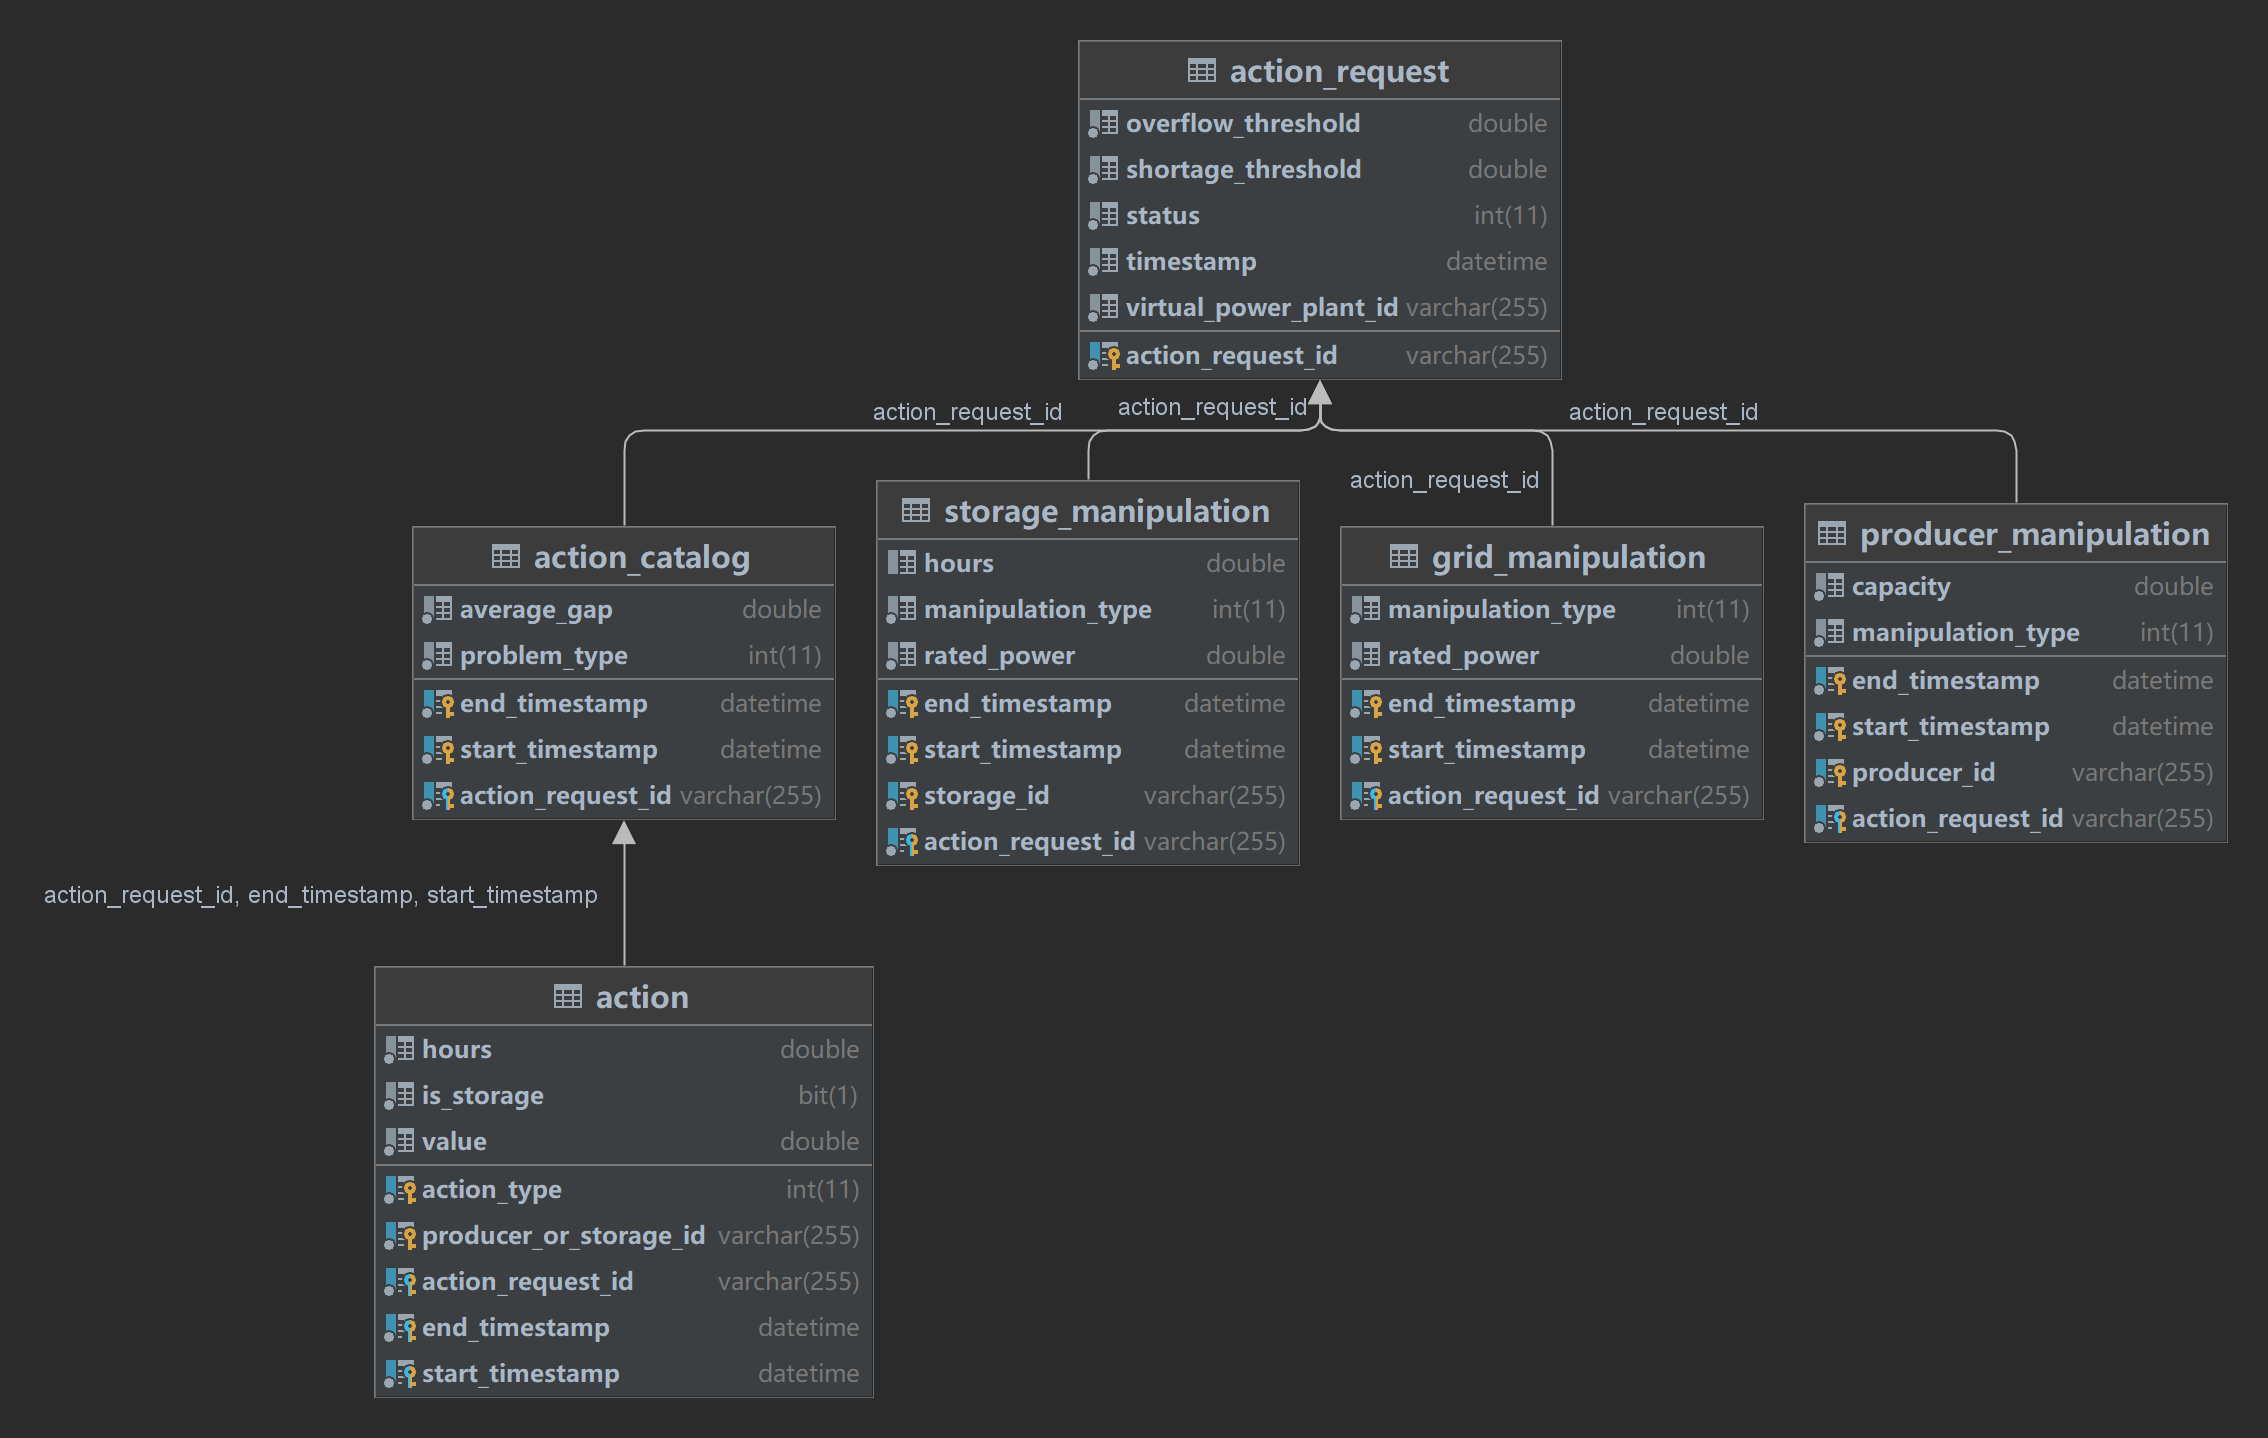 action_request
overflow_threshold double
shortage_threshold double
status int(11)
timestamp datetime
virtual_power_plant_id varchar(255)
action_request_id varchar(255)
action_request_id
action_request_id
action_request_id
action_request_id
action_catalog
average_gap double
problem_type int(11)
end_timestamp datetime
start_timestamp datetime
action_request_id varchar(255)
storage_manipulation
hours double
manipulation_type int(11)
rated_power double
end_timestamp datetime
start_timestamp datetime
storage_id varchar(255)
action_request_id varchar(255)
grid_manipulation
manipulation_type int(11)
rated_power double
end_timestamp datetime
start_timestamp datetime
action_request_id varchar(255)
producer_manipulation
capacity double
manipulation_type int(11)
end_timestamp datetime
start_timestamp datetime
producer_id varchar(255)
action_request_id varchar(255)
action_request_id, end_timestamp, start_timestamp
action
hours double
is_storage bit(1)
value double
action_type int(11)
producer_or_storage_id varchar(255)
action_request_id varchar(255)
end_timestamp datetime
start_timestamp datetime